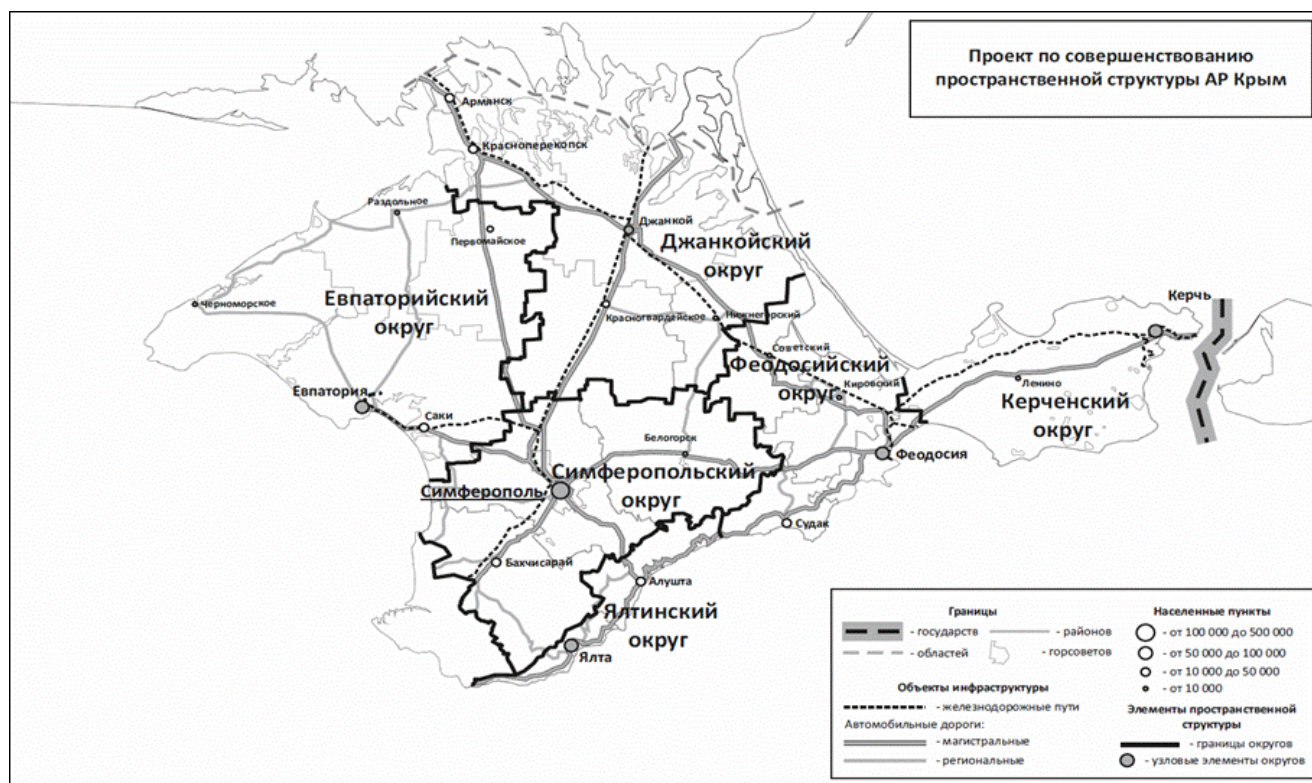 Проект по совершенствованию
пространственной структуры АР Крым
Армянск
Красноперекопск
Раздольное
Первомайское
Джанкой
Джанкойский
округ
Черноморское
Евпаторийский
округ
Красногвардейское
Нижнегорский
Керчь
Советский
Феодосийский
округ
Кировский
Ленино
Керченский
округ
Евпатория
Саки
Белогорск
Феодосия
Симферопольский
округ
Симферополь
Судак
Бахчисарай
Алушта
Ялтинский
округ
Ялта
Границы
- государств
- районов
- областей
- горсоветов
Объекты инфраструктуры
- железнодорожные пути
Автомобильные дороги:
- магистральные
- региональные
Населенные пункты
- от 100 000 до 500 000
- от 50 000 до 100 000
- от 10 000 до 50 000
- от 10 000
Элементы пространственной
структуры
- границы округов
- узловые элементы округов